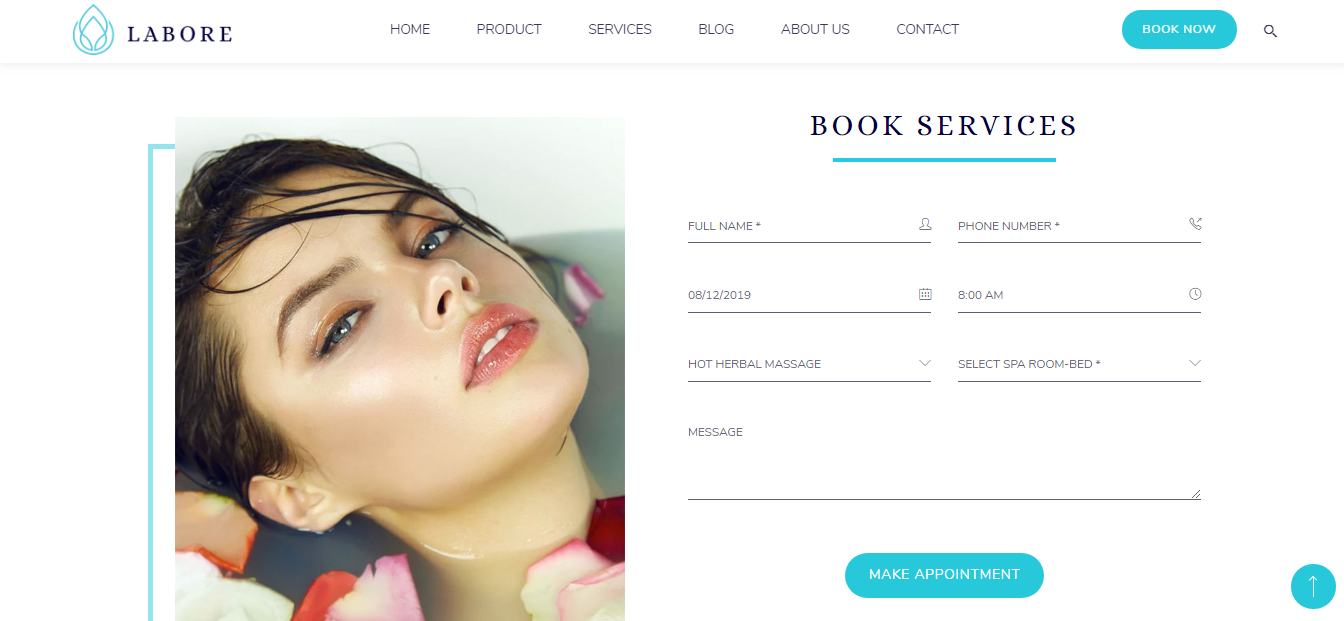 LABORE
HOME PRODUCT SERVICES BLOG ABOUT US CONTACT
BOOK NOW
BOOK SERVICES
FULL NAME * PHONE NUMBER *
08/12/2019 8:00 AM
HOT HERBAL MASSAGE SELECT SPA ROOM-BED *
MESSAGE
MAKE APPOINTMENT